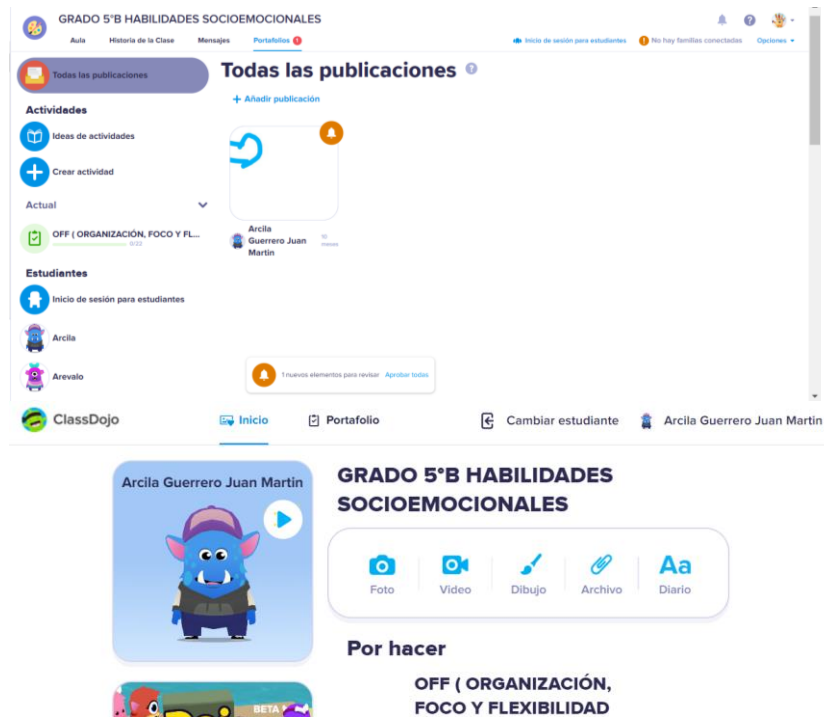 GRADO 5°B HABILIDADES SOCIOEMOCIONALES
Aula Historia de la Clase Mensajes Portafolios 1 Inicio de sesión para estudiantes No hay familias conectadas Opciones
Todas las publicaciones
Todas las publicaciones
+ Añadir publicación
Actividades
Ideas de actividades
Crear actividad
Actual
OFF ( ORGANIZACIÓN, FOCO Y FL...
0/22
Arcila
Guerrero Juan
Martin
10
meses
Estudiantes
Inicio de sesión para estudiantes
Arcila
Arevalo
1 nuevos elementos para revisar Aprobar todas
ClassDojo Inicio Portafolio Cambiar estudiante Arcila Guerrero Juan Martin
Arcila Guerrero Juan Martin
GRADO 5°B HABILIDADES
SOCIOEMOCIONALES
Foto Video Dibujo Archivo Aa Diario
Por hacer
OFF ( ORGANIZACIÓN,
FOCO Y FLEXIBILIDAD
BETA